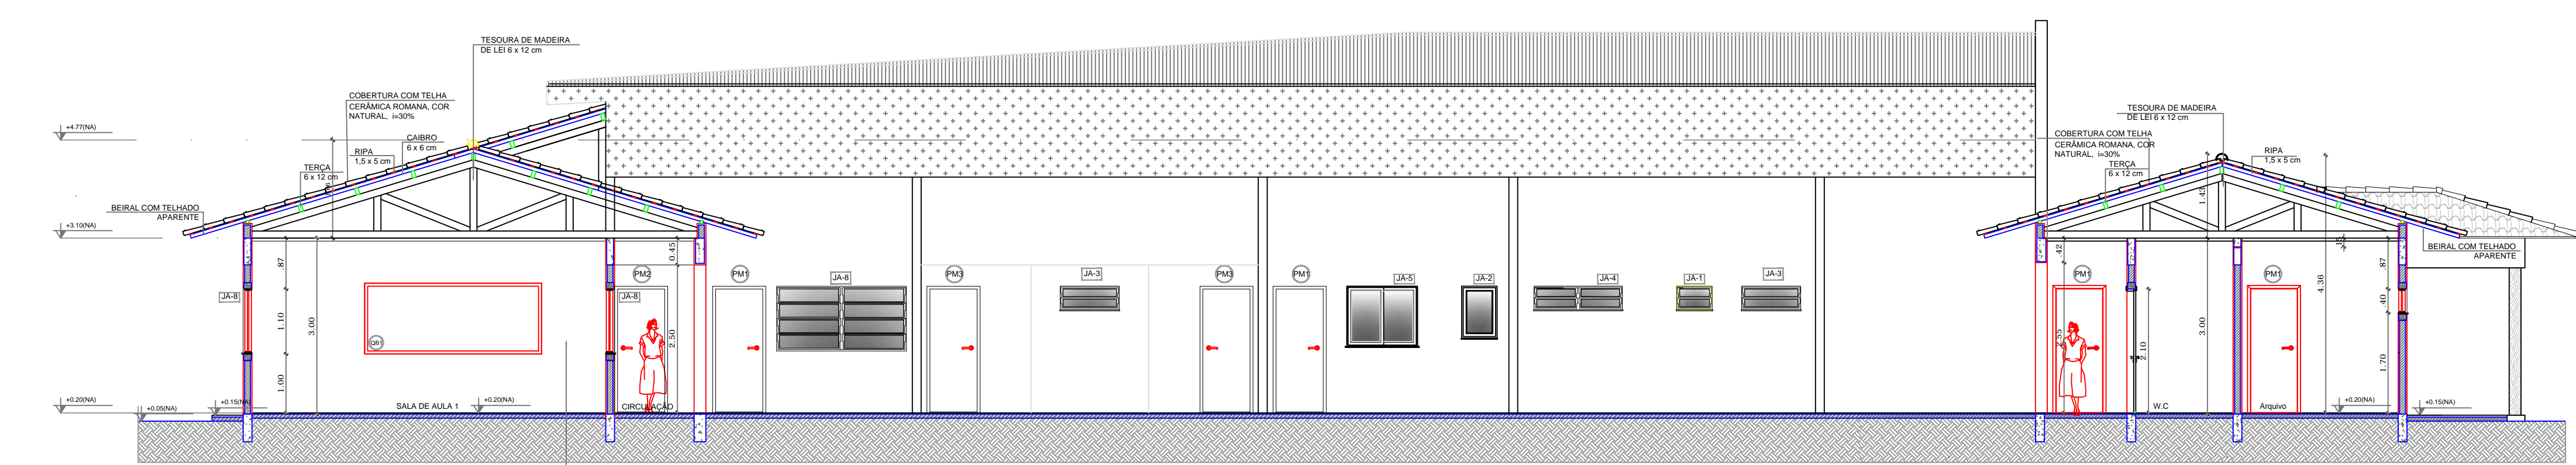 TESOURA DE MADEIRA
DE LEI 6 x 12 cm
COBERTURA COM TELHA
CERÂMICA ROMANA, COR
NATURAL, i=30%
CAIBRO
6 x 6 cm
RIPA
1,5 x 5 cm
TERÇA
6 x 12 cm
BEIRAL COM TELHADO
APARENTE
+4.77(NA)
+3.10(NA)
+0.20(NA)
+0.05(NA)
+0.15(NA)
JA-8
.87
1.10
1.00
3.00
QB1
SALA DE AULA 1
+0.20(NA)
JA-8
PM2
CIRCULAÇÃO
0.45
2.50
PM1
JA-8
PM3
JA-3
PM3
PM1
JA-5
JA-2
JA-4
JA-1
JA-3
TESOURA DE MADEIRA
DE LEI 6 x 12 cm
COBERTURA COM TELHA
CERÂMICA ROMANA, COR
NATURAL, i=30%
TERÇA
6 x 12 cm
RIPA
1,5 x 5 cm
BEIRAL COM TELHADO
APARENTE
1.43
.42
2.55
PM1
2.10
W.C
3.00
PM1
Arquivo
4.36
.15
.87
.40
1.70
+0.20(NA)
+0.15(NA)